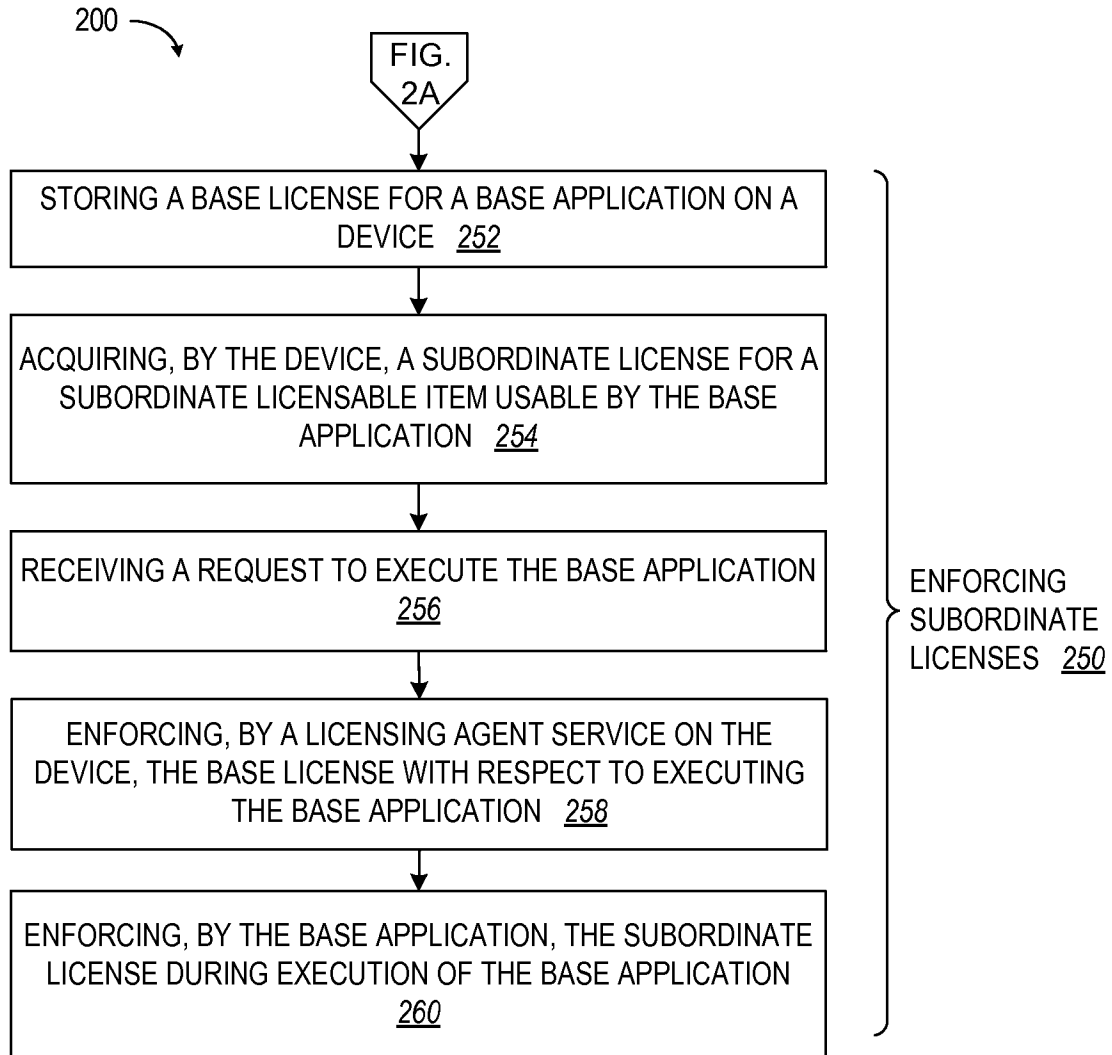 200
FIG.
2A
STORING A BASE LICENSE FOR A BASE APPLICATION ON A
DEVICE 252
ACQUIRING, BY THE DEVICE, A SUBORDINATE LICENSE FOR A
SUBORDINATE LICENSABLE ITEM USABLE BY THE BASE
APPLICATION 254
RECEIVING A REQUEST TO EXECUTE THE BASE APPLICATION
256
ENFORCING, BY A LICENSING AGENT SERVICE ON THE
DEVICE, THE BASE LICENSE WITH RESPECT TO EXECUTING
THE BASE APPLICATION 258
ENFORCING, BY THE BASE APPLICATION, THE SUBORDINATE
LICENSE DURING EXECUTION OF THE BASE APPLICATION
260
ENFORCING
SUBORDINATE
LICENSES 250